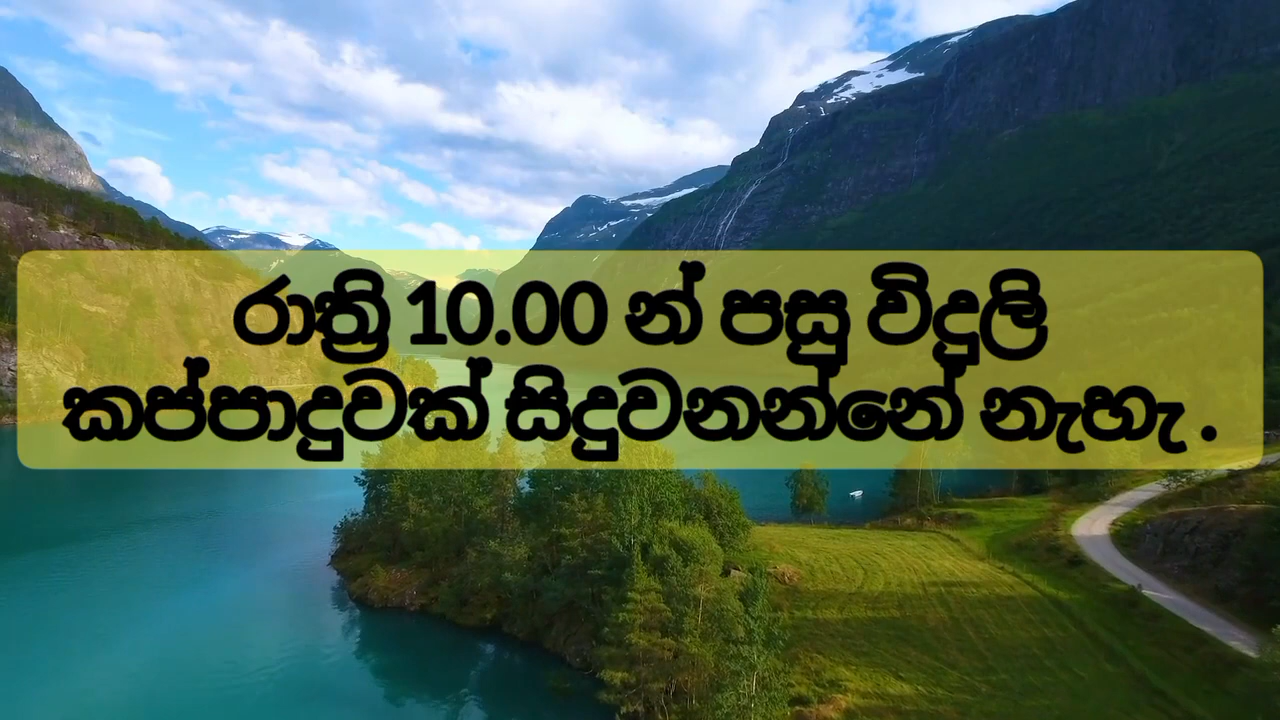 රාත්‍රි 10.00 න් පසු විදුලි
කප්පාදුවක් සිදුවනන්නේ නැහැ .